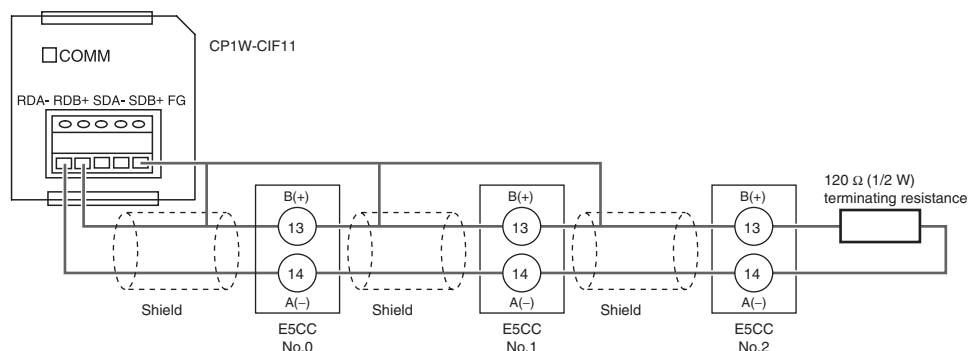 CP1W-CIF11
COMM
RDA- RDB+ SDA- SDB+ FG
120 Ω (1/2 W)
terminating resistance
B(+)
B(+)
B(+)
13
13
13
14
14
14
Shield
A(−)
Shield
A(−)
Shield
A(−)
E5CC
No.0
E5CC
No.1
E5CC
No.2